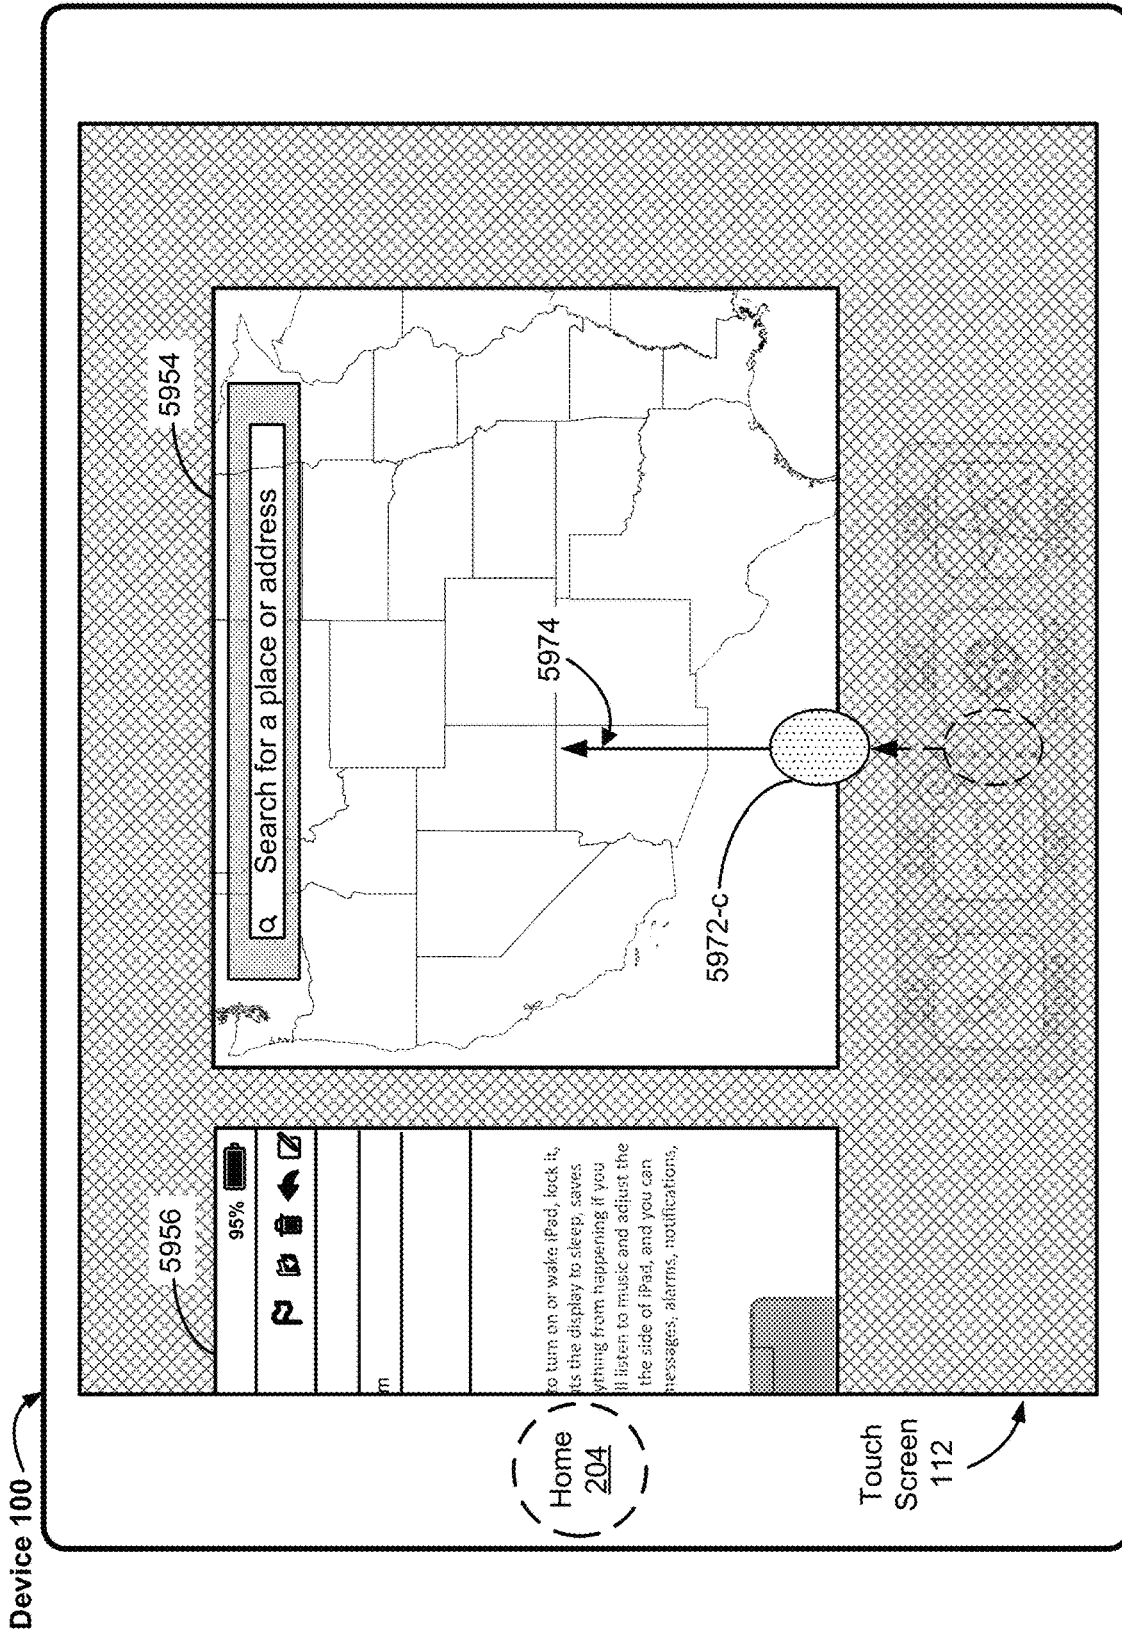 Device 100
5956
5954
95%
Search for a place or address
m
to turn on or wake iPad, lock it,
its the display to sleep, saves
ything from happening if you
ll listen to music and adjust the
the side of iPad, and you can
messages, alarms, notifications,
5974
5972-c
Home
204
Touch
Screen
112